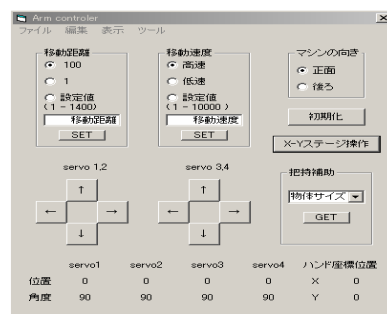 Arm controler
ファイル 編集 表示 ツール
移動距離 移動速度 マシンの向き
100 高速 正面
1 低速 後ろ
設定値 設定値
(1 - 1400) (1 - 10000)
移動距離 移動速度 初期化
SET SET X-Yステージ操作
servo 1,2 servo 3,4 把持補助
↑ ↑ 物体サイズ
← → ← → GET
↓ ↓
servo1 servo2 servo3 servo4 ハンド座標位置
位置 0 0 0 0 X 0
角度 90 90 90 90 Y 0